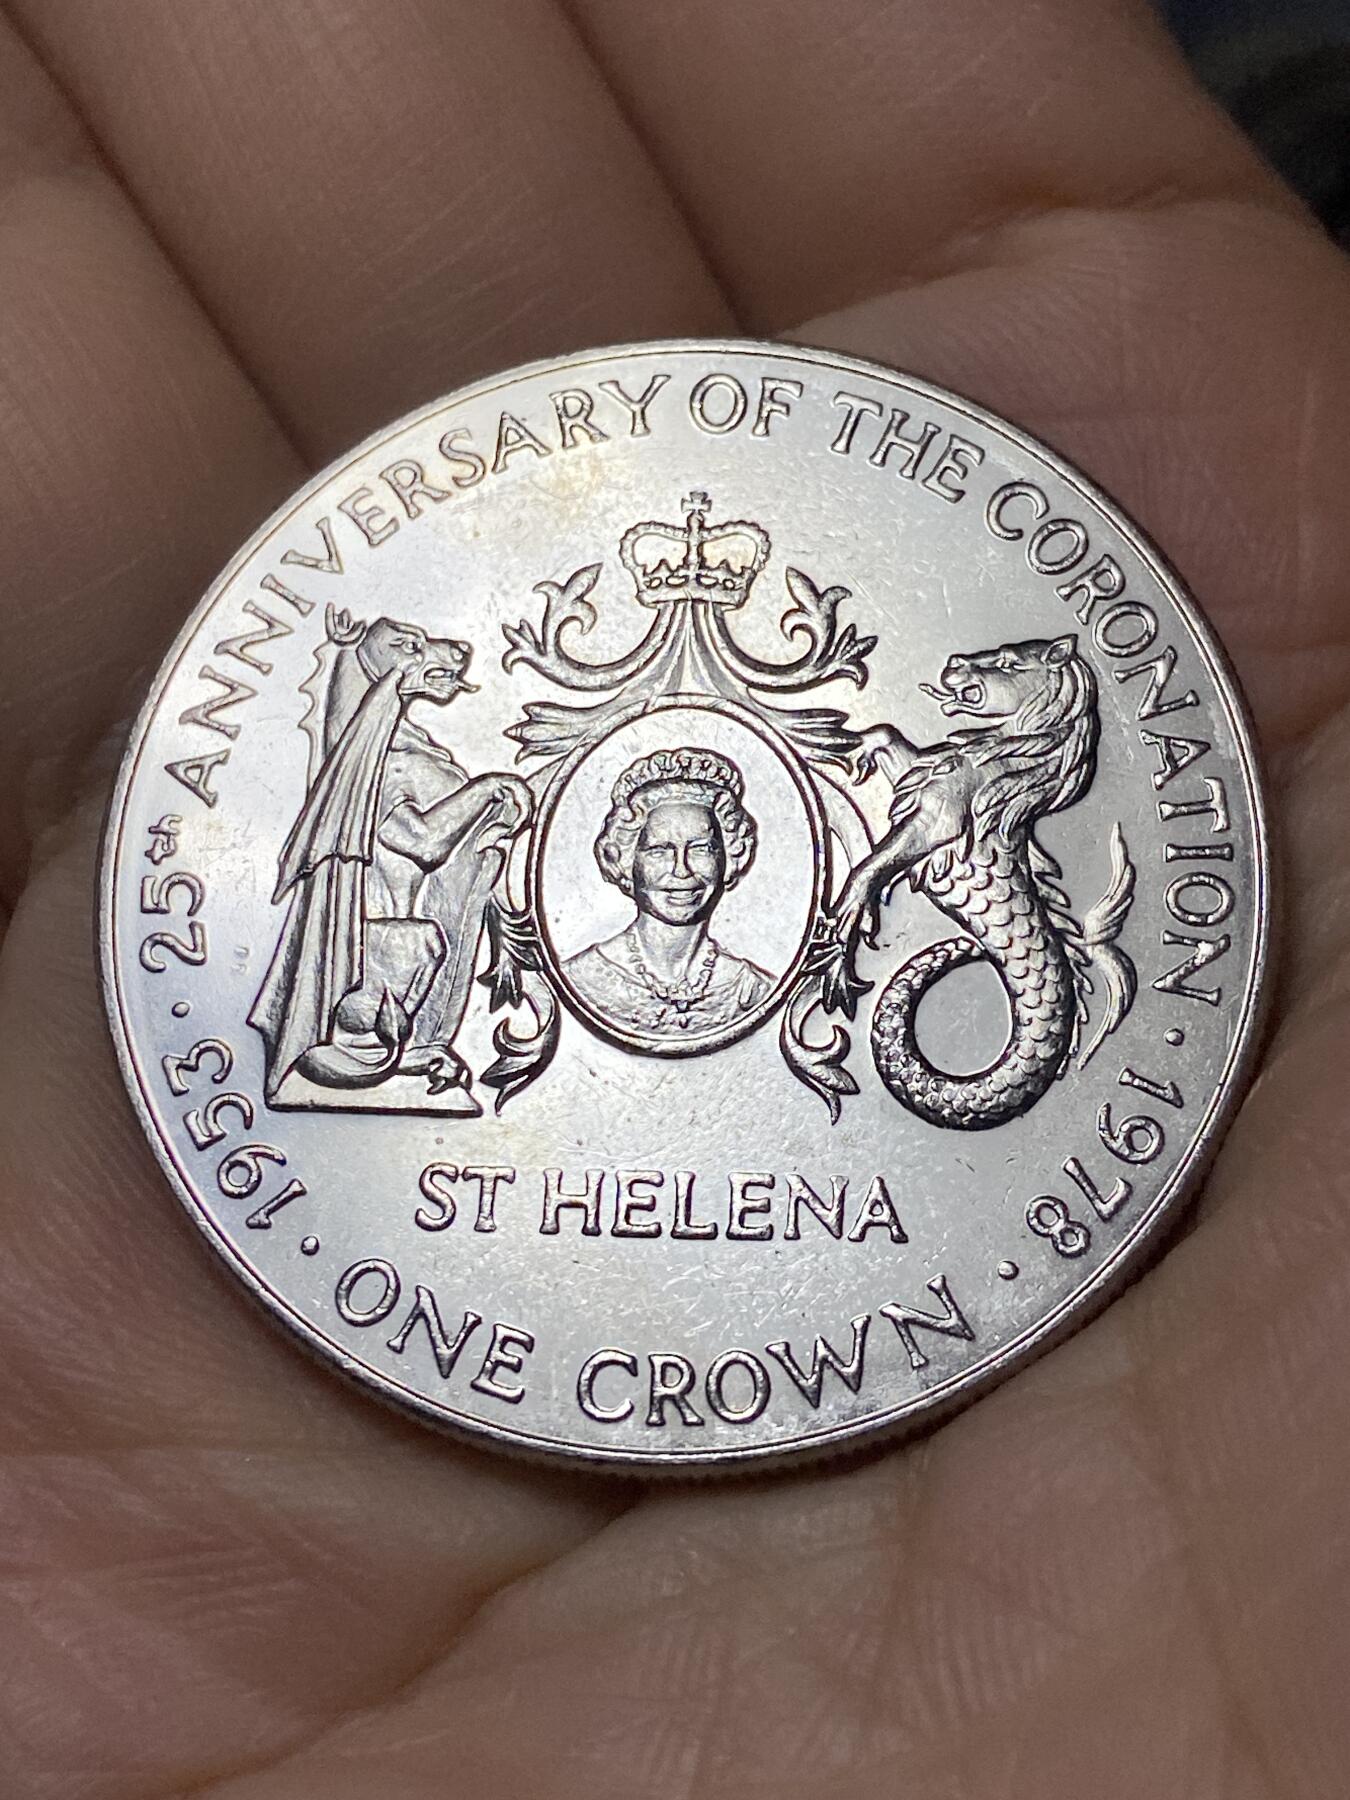 1953 · 25th ANNIVERSARY OF THE CORONATION · 1978
ST HELENA
· ONE CROWN ·